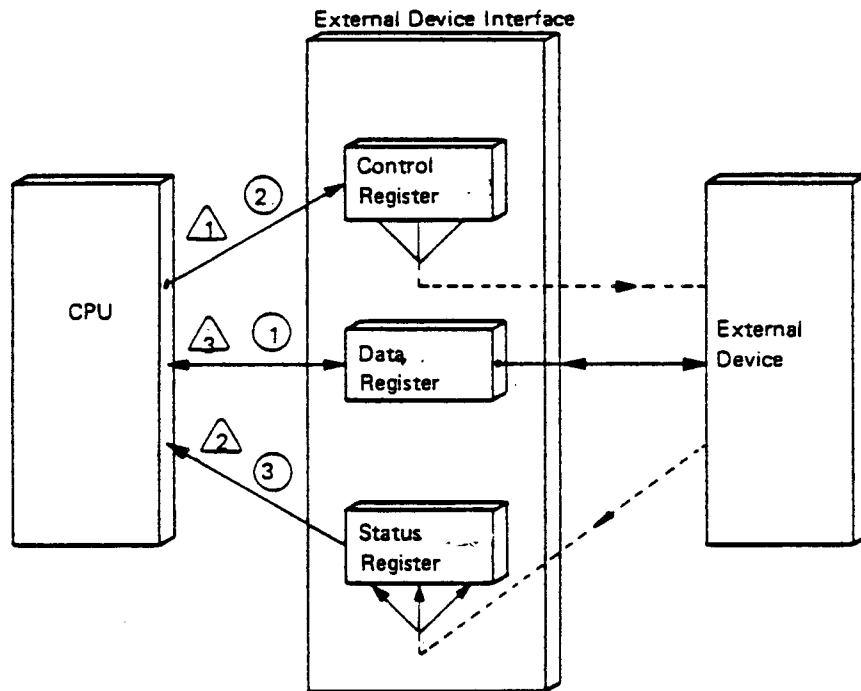 External Device Interface
Control
Register
1
2
CPU
3
1
Data
Register
External
Device
2
3
Status
Register